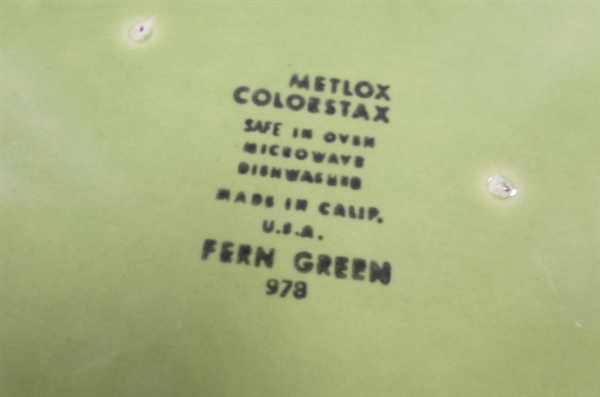 METLOX
COLORSTAX
SAFE IN OVEN
MICROWAVE
DISHWASHER
MADE IN CALIF.
U.S.A.
FERN GREEN
978